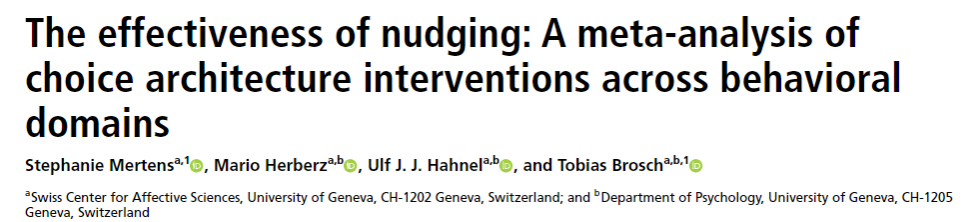 The effectiveness of nudging: A meta-analysis of
choice architecture interventions across behavioral
domains
Stephanie Mertensa,1, Mario Herberza,b, Ulf J. J. Hahnela,b, and Tobias Broscha,b,1
aSwiss Center for Affective Sciences, University of Geneva, CH-1202 Geneva, Switzerland; and bDepartment of Psychology, University of Geneva, CH-1205
Geneva, Switzerland